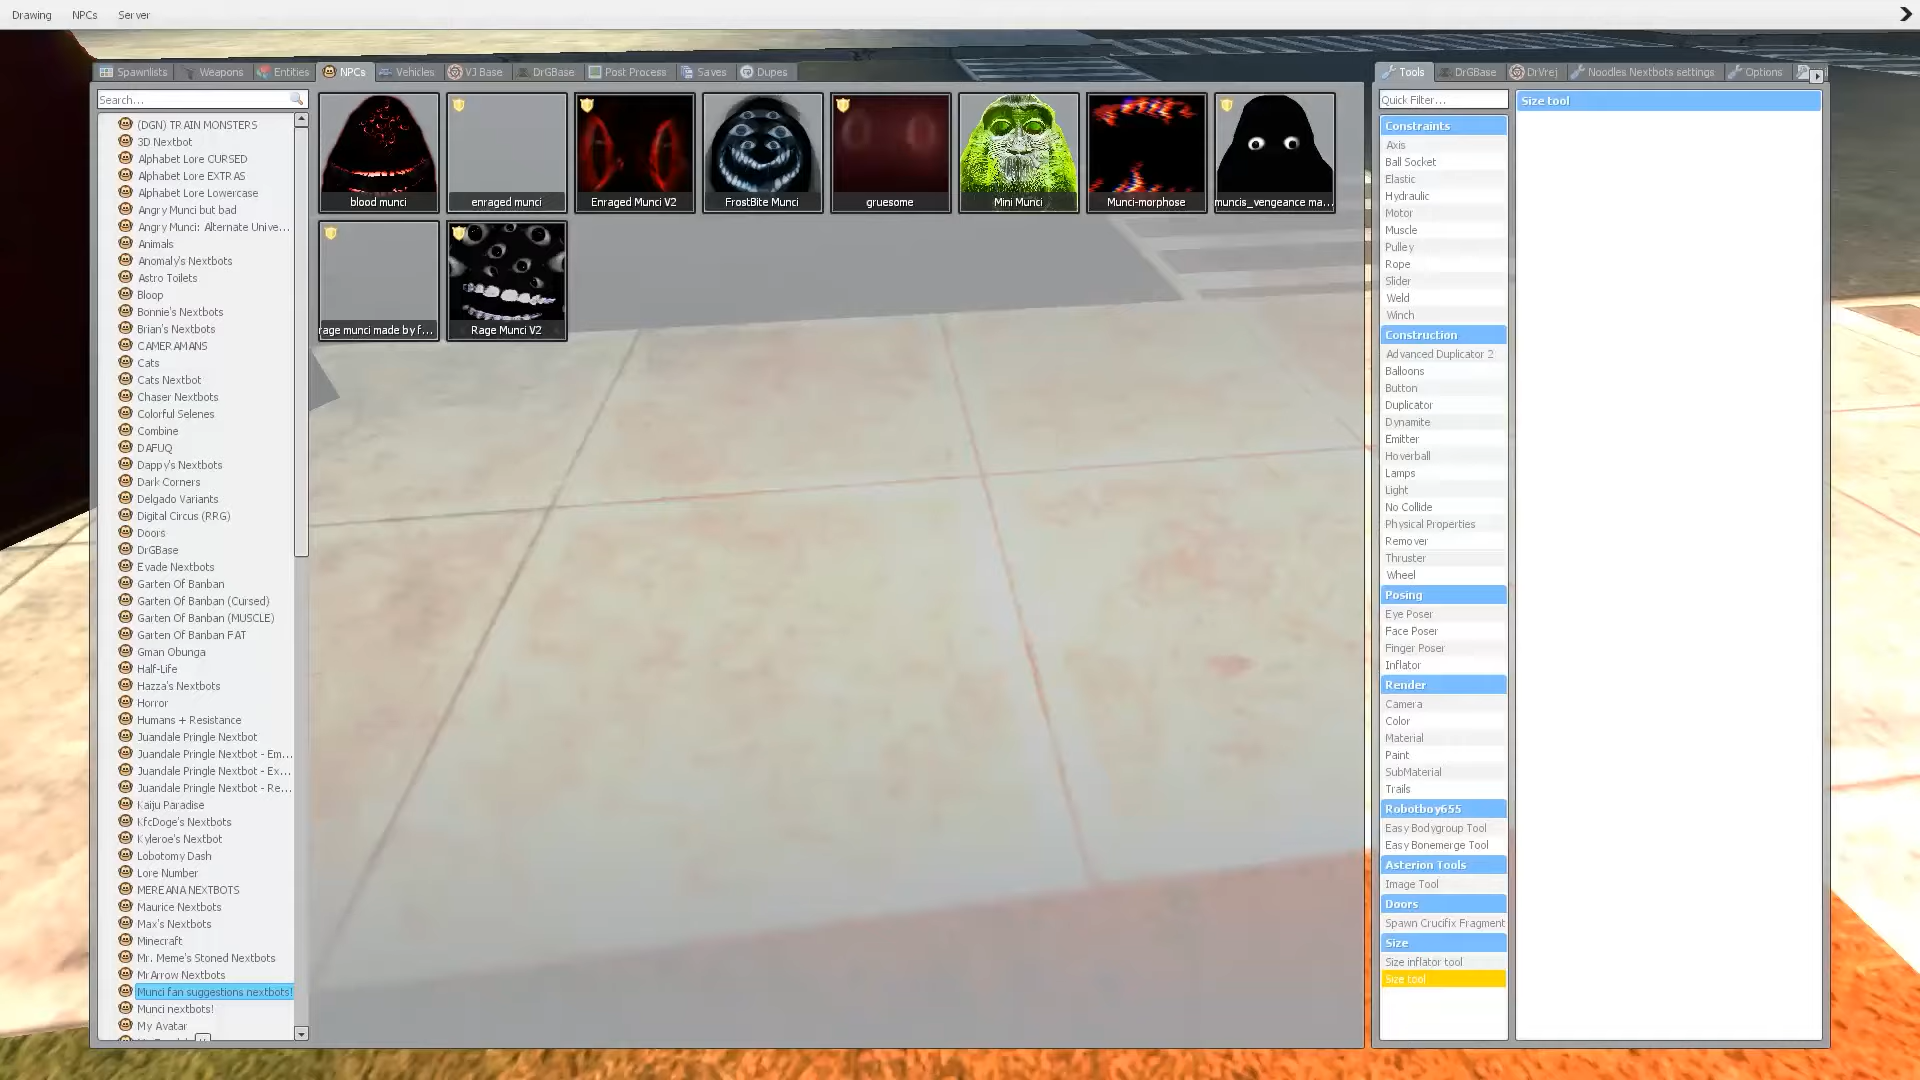 Drawing NPCs Server
Spawnlists Weapons Entities NPCs Vehicles VJ Base DrGBase Post Process Saves Dupes
Search...
(DGN) TRAIN MONSTERS
3D Nextbot
Alphabet Lore CURSED
Alphabet Lore EXTRAS
Alphabet Lore Lowercase
Angry Munci but bad
Angry Munci: Alternate Unive...
Animals
Anomaly's Nextbots
Astro Toilets
Bloop
Bonnie's Nextbots
Brian's Nextbots
CAMERAMANS
Cats
Cats Nextbot
Chaser Nextbots
Colorful Selenes
Combine
DAFUQ
Dappy's Nextbots
Dark Corners
Delgado Variants
Digital Circus (RRG)
Doors
DrGBase
Evade Nextbots
Garten Of Banban
Garten Of Banban (Cursed)
Garten Of Banban (MUSCLE)
Garten Of Banban FAT
Gman Obunga
Half-Life
Hazza's Nextbots
Horror
Humans + Resistance
Juandale Pringle Nextbot
Juandale Pringle Nextbot - Em...
Juandale Pringle Nextbot - Ex...
Juandale Pringle Nextbot - Re...
Kaiju Paradise
KfcDoge's Nextbots
Kyleroe's Nextbot
Lobotomy Dash
Lore Number
MEREANA NEXTBOTS
Maurice Nextbots
Max's Nextbots
Minecraft
Mr. Meme's Stoned Nextbots
MrArrow Nextbots
Munci fan suggestions nextbots!
Munci nextbots!
My Avatar
blood munci
enraged munci
Enraged Munci V2
FrostBite Munci
gruesome
Mini Munci
Munci-morphose
muncis_vengeance ma...
rage munci made by f...
Rage Munci V2
Tools DrGBase DrVrej Noodles Nextbots settings Options
Quick Filter...
Constraints
Axis
Ball Socket
Elastic
Hydraulic
Motor
Muscle
Pulley
Rope
Slider
Weld
Winch
Construction
Advanced Duplicator 2
Balloons
Button
Duplicator
Dynamite
Emitter
Hoverball
Lamps
Light
No Collide
Physical Properties
Remover
Thruster
Wheel
Posing
Eye Poser
Face Poser
Finger Poser
Inflator
Render
Camera
Color
Material
Paint
SubMaterial
Trails
Robotboy655
Easy Bodygroup Tool
Easy Bonemerge Tool
Asterion Tools
Image Tool
Doors
Spawn Crucifix Fragment
Size
Size inflator tool
Size tool
Size tool